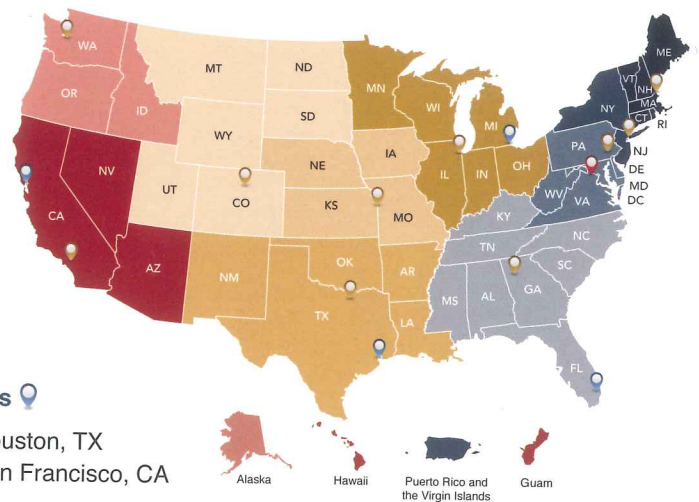 WA
ME
MT
ND
VT
NH
OR
MN
MA
ID
WI
NY
CT
RI
SD
MI
WY
PA
NJ
IA
NE
OH
DE
NV
IL
IN
MD
UT
WV
DC
CO
VA
KS
MO
KY
CA
NC
TN
OK
AZ
AR
SC
NM
MS
AL
GA
TX
LA
FL
s
uston, TX
n Francisco, CA
Alaska
Hawaii
Puerto Rico and
the Virgin Islands
Guam